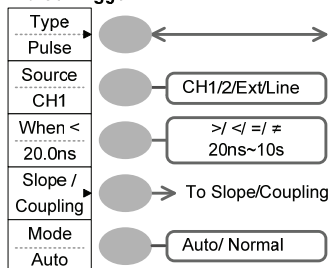 Type
Pulse
Source
CH1
CH1/2/Ext/Line
When <
20.0ns
>/ </ =/ ≠
20ns~10s
Slope /
Coupling
To Slope/Coupling
Mode
Auto
Auto/ Normal